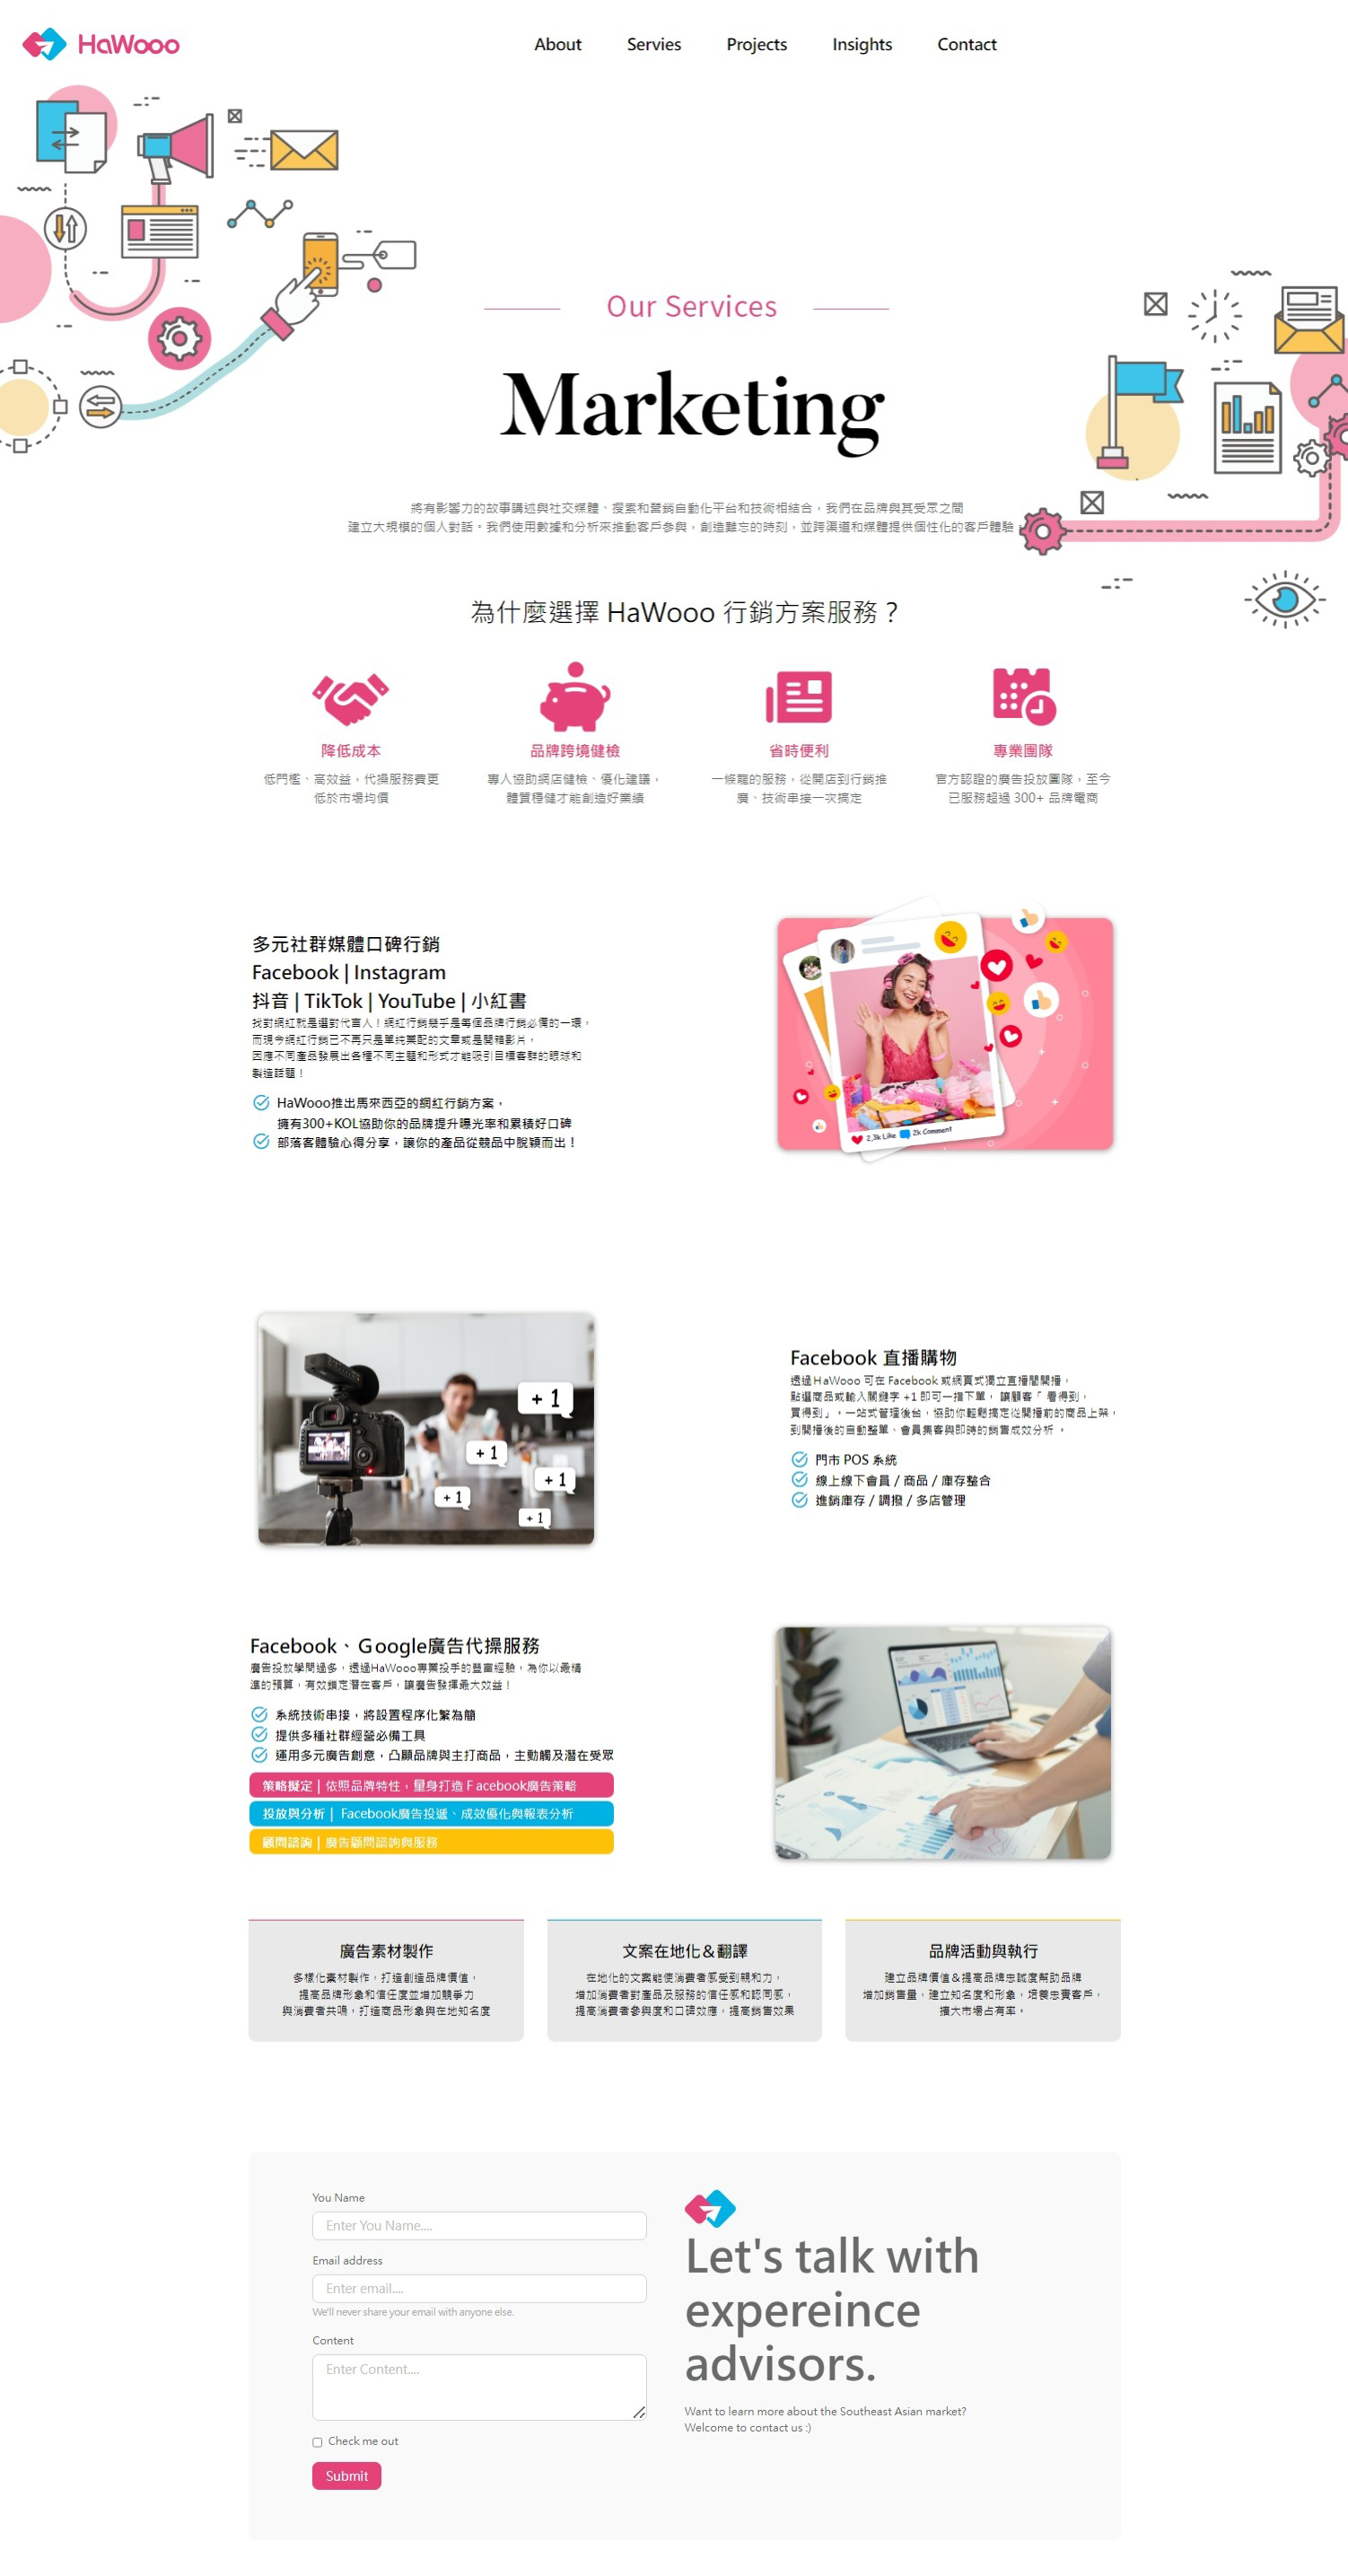 HaWooo
About
Servies
Projects
Insights
Contact
Our Services
Marketing
將有影響力的故事講述與社交媒體、搜索和營銷自動化平台和技術相結合，我們在品牌與其受眾之間
建立大規模的個人對話。我們使用數據和分析來推動客戶參與，創造難忘的時刻，並跨渠道和媒體提供個性化的客戶體驗。
為什麼選擇 HaWooo 行銷方案服務？
降低成本
低門檻、高效益，代操服務費更
低於市場均價
品牌跨境健檢
專人協助網店健檢、優化建議，
體質穩健才能創造好業績
省時便利
一條龍的服務，從開店到行銷推
廣、技術串接一次搞定
專業團隊
官方認證的廣告投放團隊，至今
已服務超過 300+ 品牌電商
多元社群媒體口碑行銷
Facebook | Instagram
抖音 | TikTok | YouTube | 小紅書
找對網紅就是選對代言人！網紅行銷幾乎是每個品牌行銷必備的一環，
而現今網紅行銷已不再只是單純業配的文章或是開箱影片，
因應不同產品發展出各種不同主題和形式才能吸引目標客群的眼球和
製造話題！
HaWooo推出馬來西亞的網紅行銷方案，
擁有300+KOL協助你的品牌提升曝光率和累積好口碑
部落客體驗心得分享，讓你的產品從競品中脫穎而出！
2,3k Like
2k Comment
+ 1
+ 1
+ 1
+ 1
+ 1
Facebook 直播購物
透過HaWooo 可在 Facebook 或網頁式獨立直播間開播，
點選商品或輸入關鍵字 +1 即可一指下單， 讓顧客「 看得到，
買得到」，一站式管理後台，協助你輕鬆搞定從開播前的商品上架，
到開播後的自動整單、會員集客與即時的銷售成效分析 。
門市 POS 系統
線上線下會員 / 商品 / 庫存整合
進銷庫存 / 調撥 / 多店管理
Facebook、Google廣告代操服務
廣告投放學問過多，透過HaWooo專業投手的豐富經驗，為你以最精
準的預算，有效鎖定潛在客戶，讓廣告發揮最大效益！
系統技術串接，將設置程序化繁為簡
提供多種社群經營必備工具
運用多元廣告創意，凸顯品牌與主打商品，主動觸及潛在受眾
策略擬定 | 依照品牌特性，量身打造 F acebook廣告策略
投放與分析 | Facebook廣告投遞、成效優化與報表分析
顧問諮詢 | 廣告顧問諮詢與服務
廣告素材製作
多樣化素材製作，打造創造品牌價值，
提高品牌形象和信任度並增加競爭力
與消費者共鳴，打造商品形象與在地知名度
文案在地化＆翻譯
在地化的文案能使消費者感受到親和力，
增加消費者對產品及服務的信任感和認同感，
提高消費者參與度和口碑效應，提高銷售效果
品牌活動與執行
建立品牌價值＆提高品牌忠誠度幫助品牌
增加銷售量，建立知名度和形象，培養忠實客戶，
擴大市場占有率。
You Name
Enter You Name....
Email address
Enter email....
We'll never share your email with anyone else.
Content
Enter Content....
Check me out
Submit
Let's talk with
expereince
advisors.
Want to learn more about the Southeast Asian market?
Welcome to contact us :)